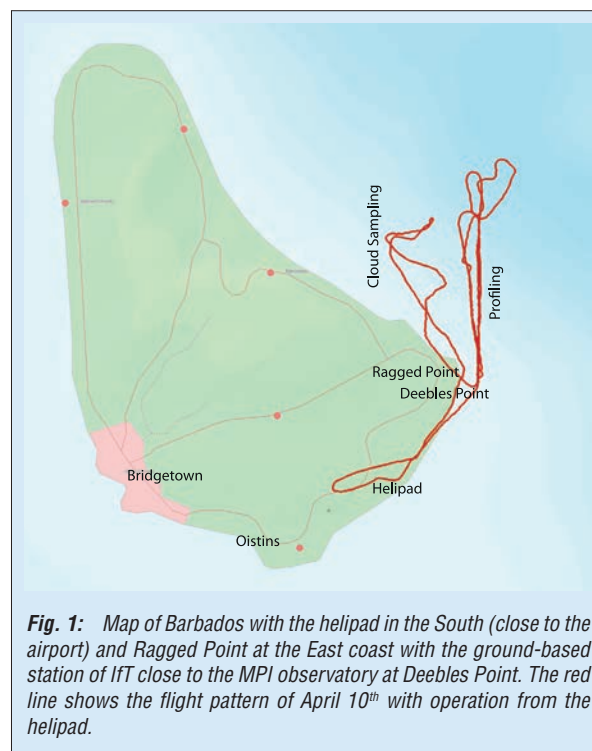 Cloud Sampling
Profiling
Ragged Point
Deebles Point
Bridgetown
Helipad
Oistins
Fig. 1: Map of Barbados with the helipad in the South (close to the
airport) and Ragged Point at the East coast with the ground-based
station of IfT close to the MPI observatory at Deebles Point. The red
line shows the flight pattern of April 10th with operation from the
helipad.